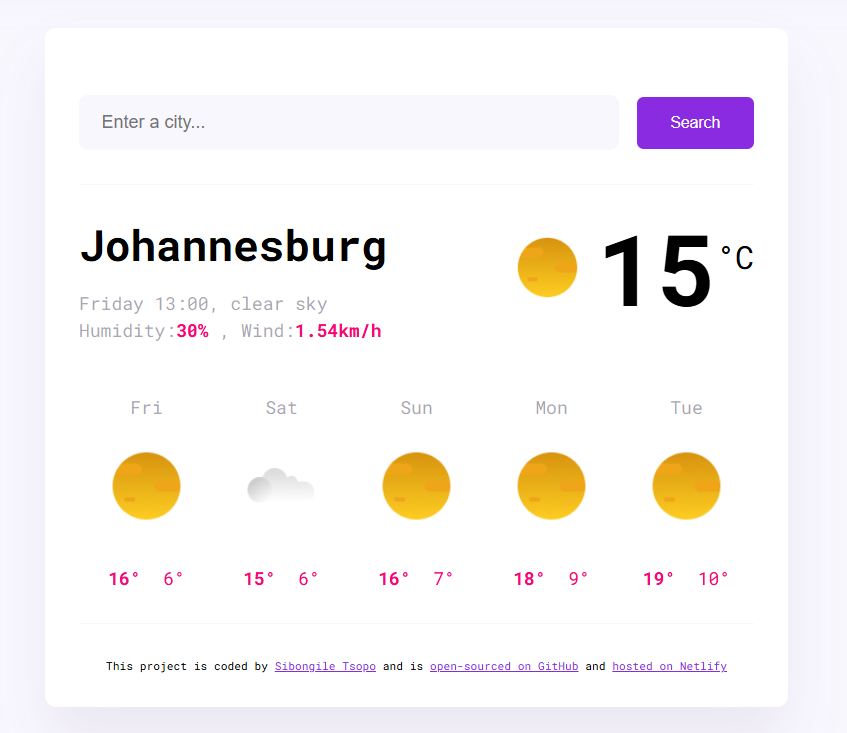 Enter a city...
Search
Johannesburg
15 °C
Friday 13:00, clear sky
Humidity:30% , Wind:1.54km/h
Fri Sat Sun Mon Tue
16° 6° 15° 6° 16° 7° 18° 9° 19° 10°
This project is coded by Sibongile Tsopo and is open-sourced on GitHub and hosted on Netlify